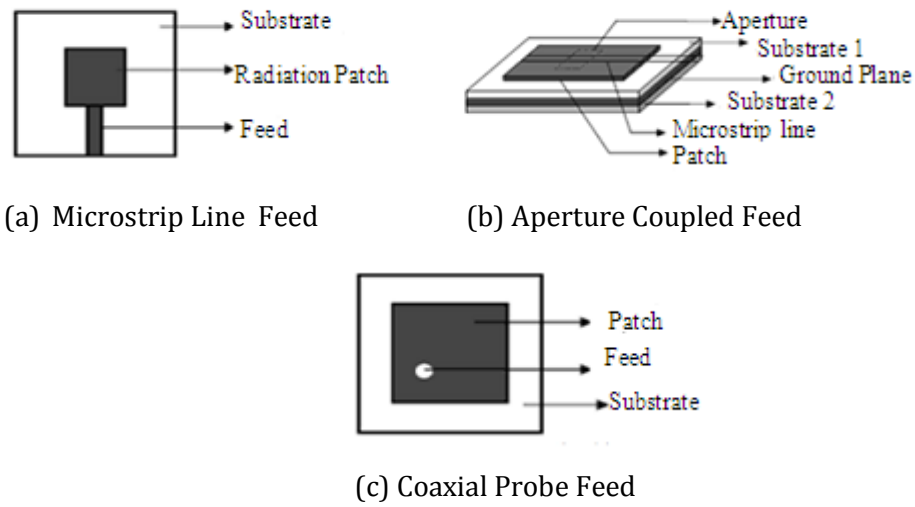 Substrate
Radiation Patch
Feed
(a) Microstrip Line Feed
Aperture
Substrate 1
Ground Plane
Substrate 2
Microstrip line
Patch
(b) Aperture Coupled Feed
Patch
Feed
Substrate
(c) Coaxial Probe Feed